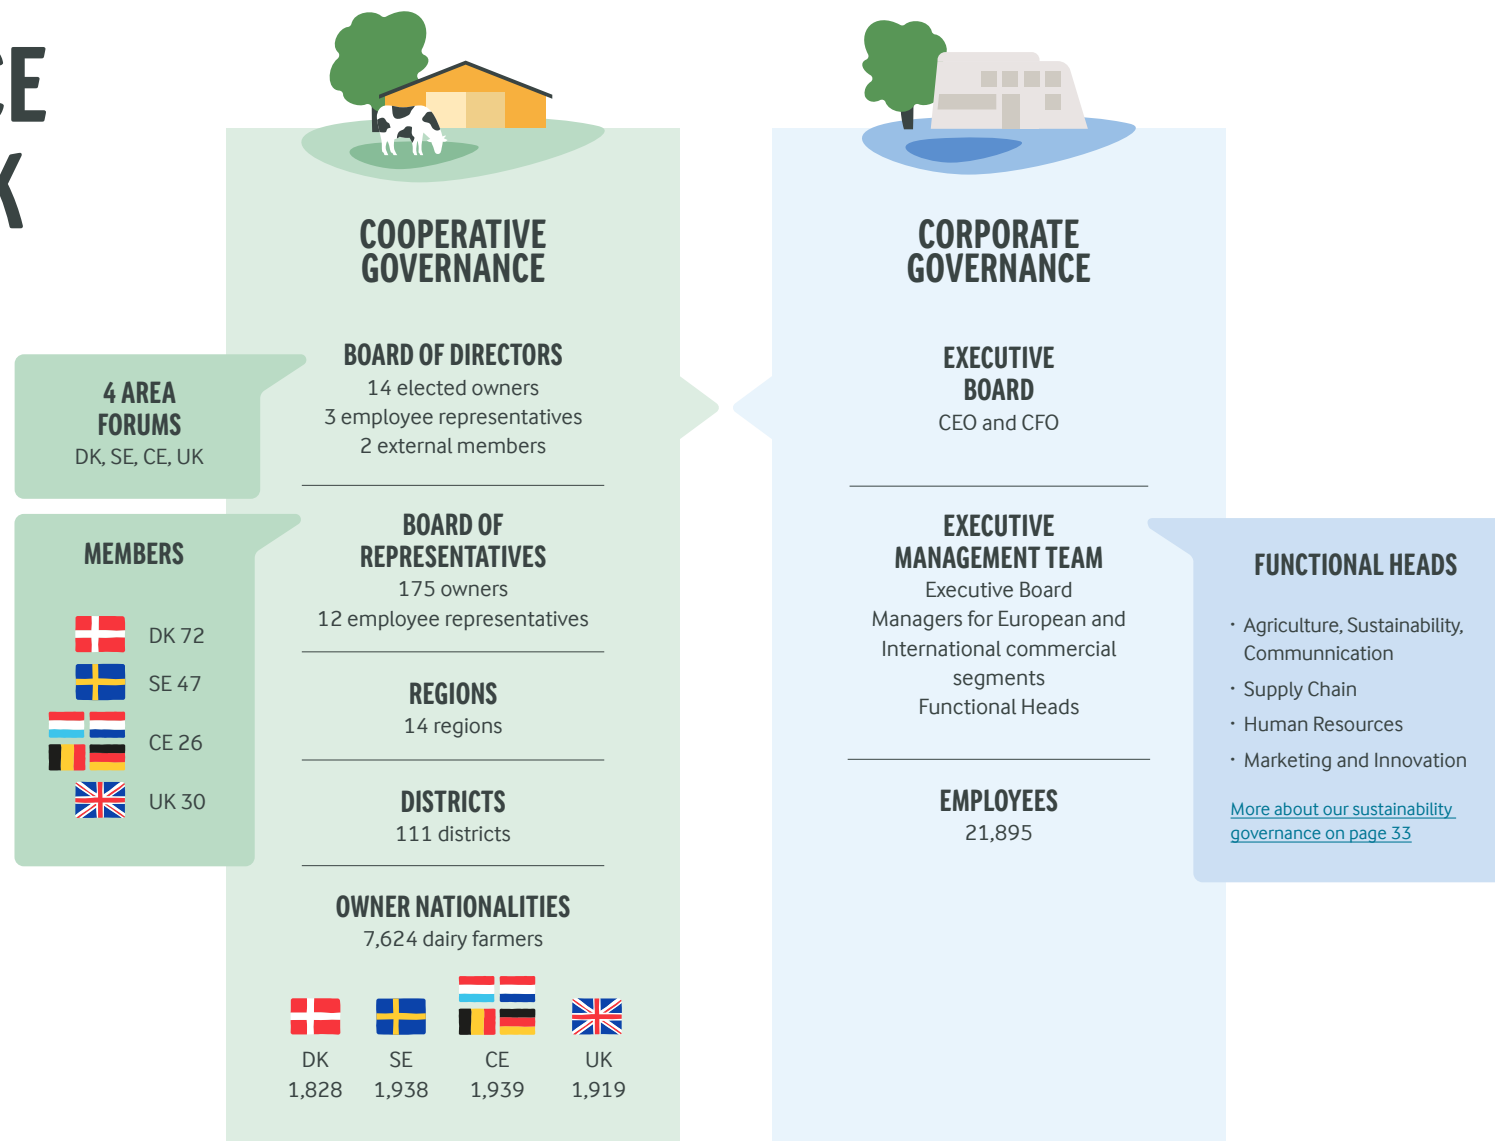 CE
K
COOPERATIVE
GOVERNANCE
BOARD OF DIRECTORS
14 elected owners
3 employee representatives
2 external members
4 AREA
FORUMS
DK, SE, CE, UK
BOARD OF
REPRESENTATIVES
175 owners
12 employee representatives
MEMBERS
DK 72
SE 47
CE 26
UK 30
REGIONS
14 regions
DISTRICTS
111 districts
OWNER NATIONALITIES
7,624 dairy farmers
DK
1,828
SE
1,938
CE
1,939
UK
1,919
CORPORATE
GOVERNANCE
EXECUTIVE
BOARD
CEO and CFO
EXECUTIVE
MANAGEMENT TEAM
Executive Board
Managers for European and
International commercial
segments
Functional Heads
EMPLOYEES
21,895
FUNCTIONAL HEADS
· Agriculture, Sustainability,
Communnication
· Supply Chain
· Human Resources
· Marketing and Innovation
More about our sustainability
governance on page 33